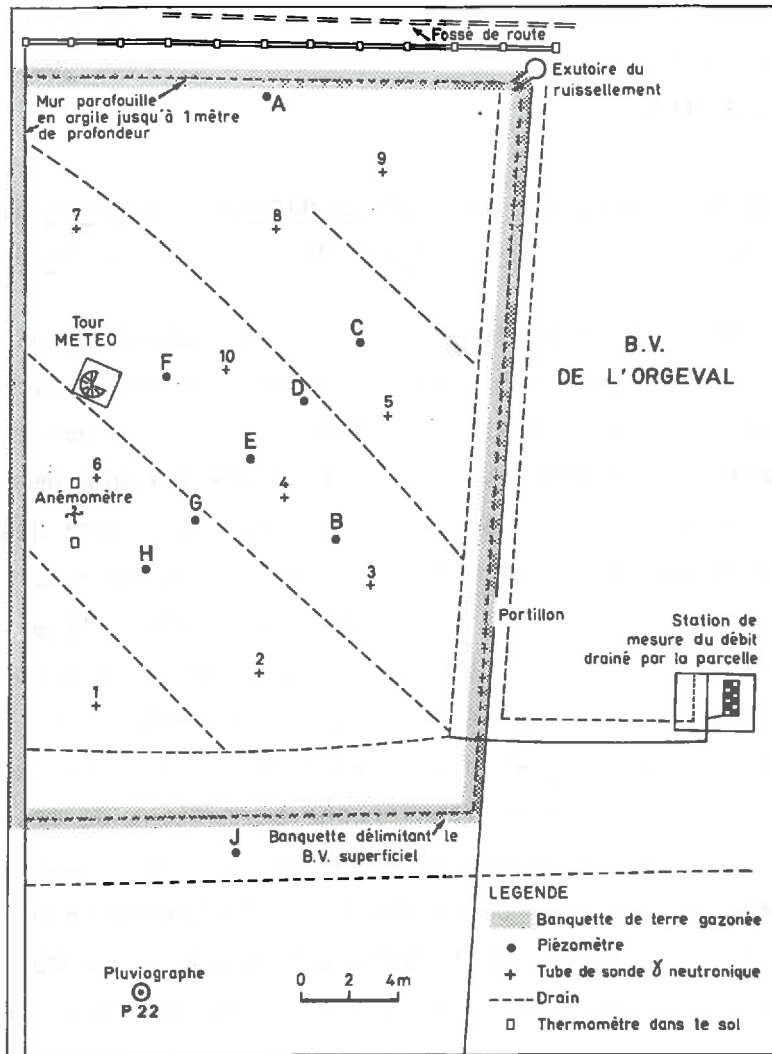 Fossé de route
Exutoire du
ruissellement
Mur parafouille
en argile jusqu'à 1 mètre
de profondeur
A
9
7
8
Tour
METEO
C
B.V.
DE L'ORGEVAL
F
10
D
5
E
6
4
Anémomètre
G
B
H
3
Portillon
Station de
mesure du débit
drainé par la parcelle
2
1
J
Banquette délimitant le
B.V. superficiel
LEGENDE
Banquette de terre gazonée
Piézomètre
Tube de sonde γ neutronique
Drain
Thermomètre dans le sol
Pluviographe
P 22
0 2 4m